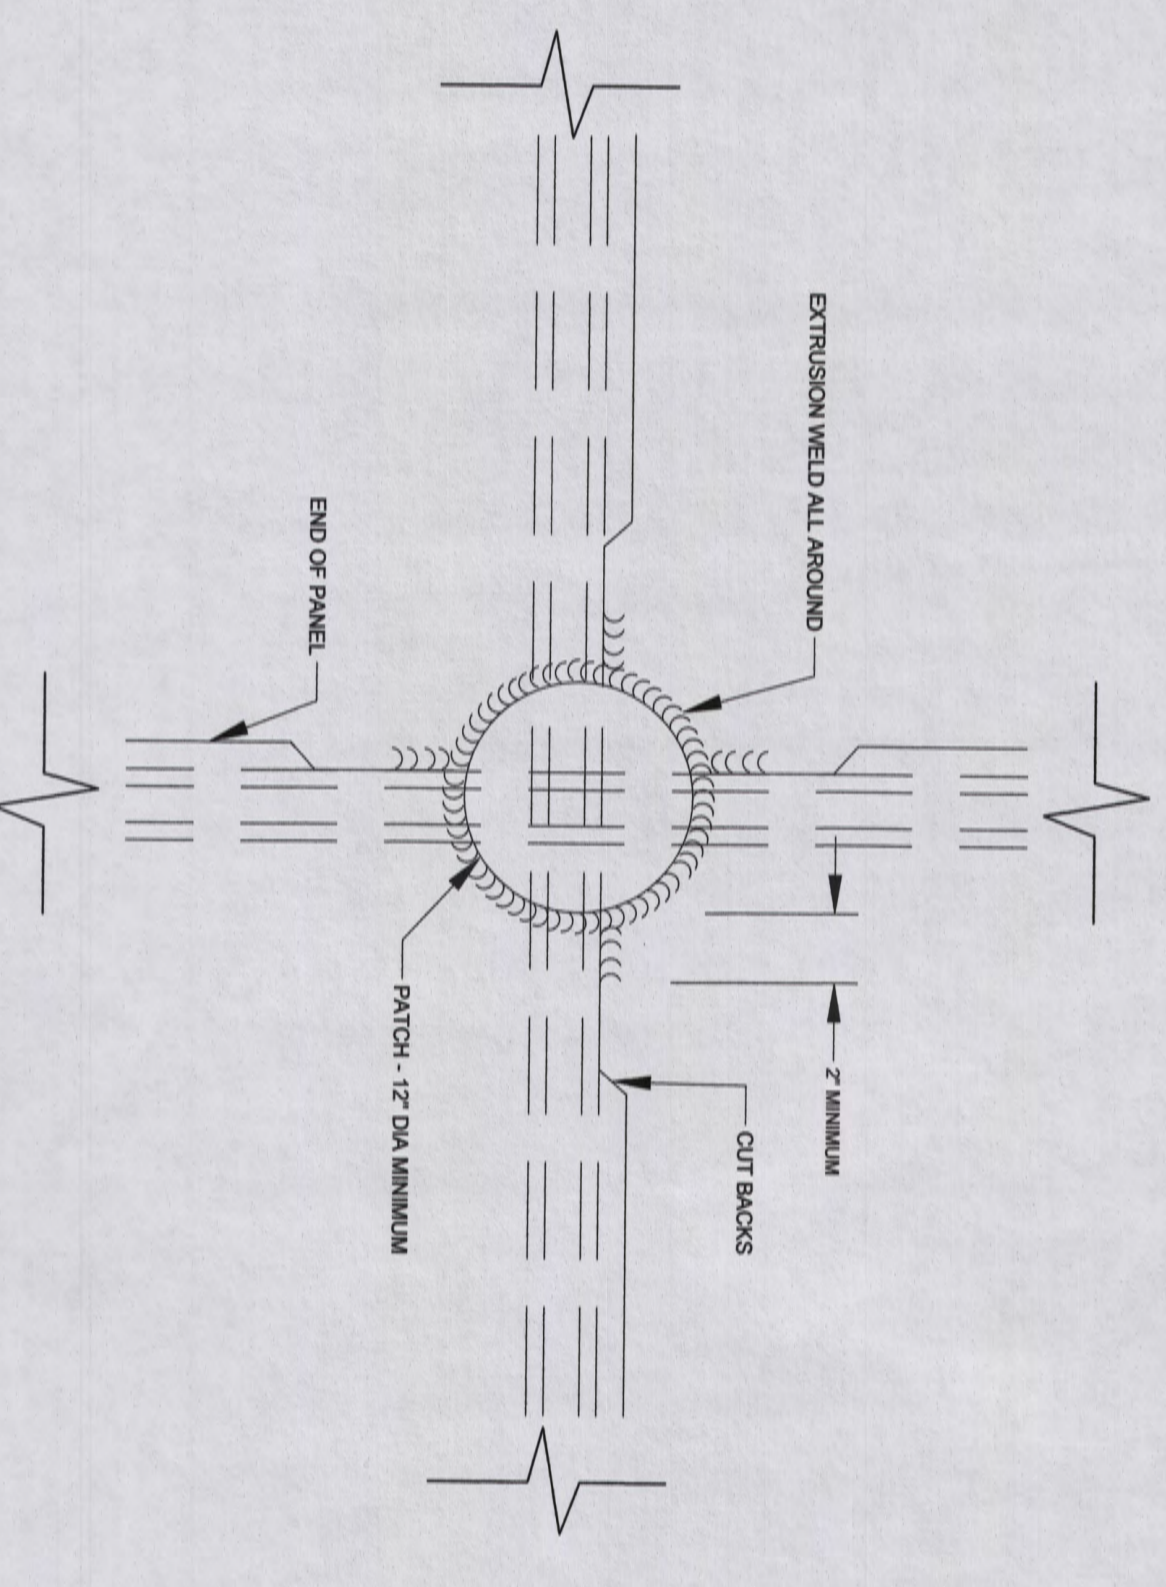 EXTRUSION WELD ALL AROUND
2" MINIMUM
CUT BACKS
PATCH - 12" DIA MINIMUM
END OF PANEL